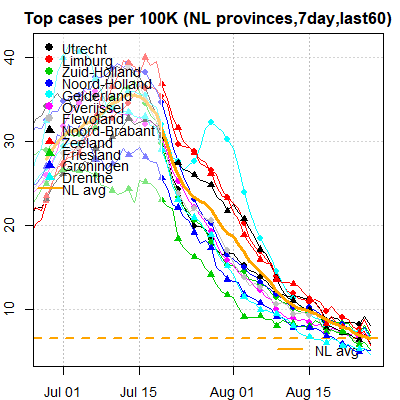 Top cases per 100K (NL provinces,7day,last60)
40
30
20
10
Utrecht
Limburg
Zuid-Holland
Noord-Holland
Gelderland
Overijssel
Flevoland
Noord-Brabant
Zeeland
Friesland
Groningen
Drenthe
NL avg
NL avg
Jul 01 Jul 15 Aug 01 Aug 15